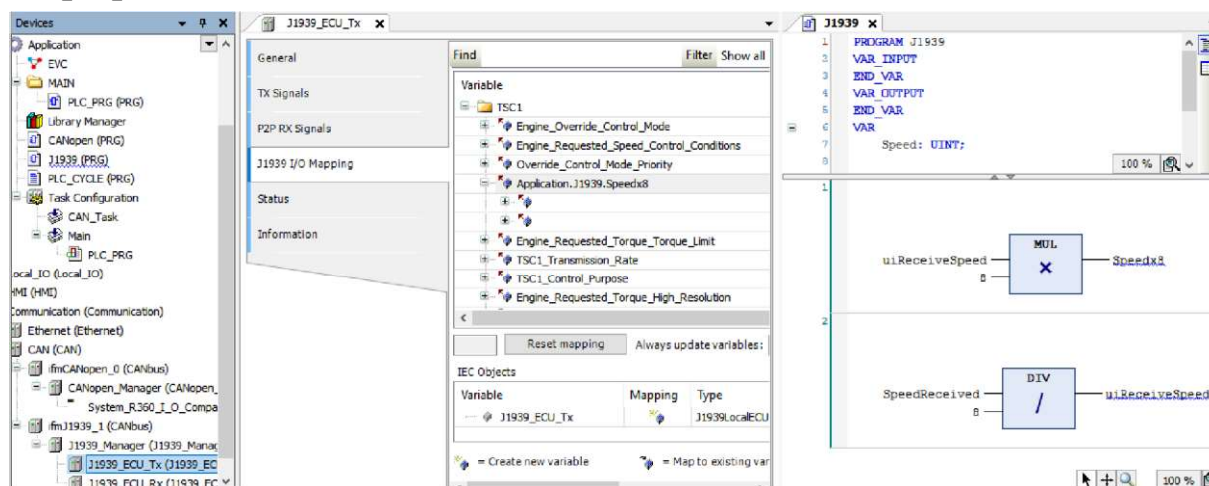 Devices
Application
EVC
MAIN
PLC_PRG (PRG)
Library Manager
CANopen (PRG)
J1939 (PRG)
PLC_CYCLE (PRG)
Task Configuration
CAN_Task
Main
PLC_PRG
ocal_IO (Local_IO)
HMI (HMI)
Communication (Communication)
Ethernet (Ethernet)
CAN (CAN)
ifmCANopen_0 (CANbus)
CANopen_Manager (CANopen_
System_R360_I_O_Compa
ifmJ1939_1 (CANbus)
J1939_Manager (J1939_Manag
J1939_ECU_Tx (J1939_EC
J1939_ECU_Rx (J1939_EC
J1939_ECU_Tx
General
TX Signals
P2P RX Signals
J1939 I/O Mapping
Status
Information
Find Filter Show all
Variable
TSC1
Engine_Override_Control_Mode
Engine_Requested_Speed_Control_Conditions
Override_Control_Mode_Priority
Application.J1939.Speedx8
Engine_Requested_Torque_Torque_Limit
TSC1_Transmission_Rate
TSC1_Control_Purpose
Engine_Requested_Torque_High_Resolution
Reset mapping Always update variables:
IEC Objects
Variable Mapping Type
J1939_ECU_Tx J1939LocalECU
= Create new variable = Map to existing var
J1939
1 PROGRAM J1939
2 VAR_INPUT
3 END_VAR
4 VAR_OUTPUT
5 END_VAR
6 VAR
7 Speed: UINT;
8
100 %
1
MUL
uiReceiveSpeed × Speedx8
8
2
DIV
SpeedReceived / uiReceiveSpeed
8
100 %